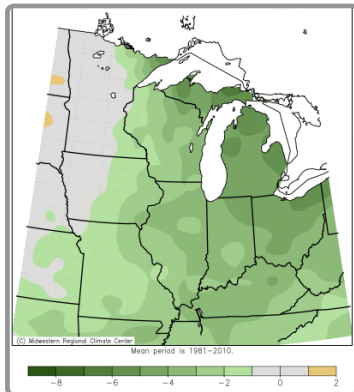 (C) Midwestern Regional Climate Center
Mean period is 1981-2010.
-8 -6 -4 -2 0 2